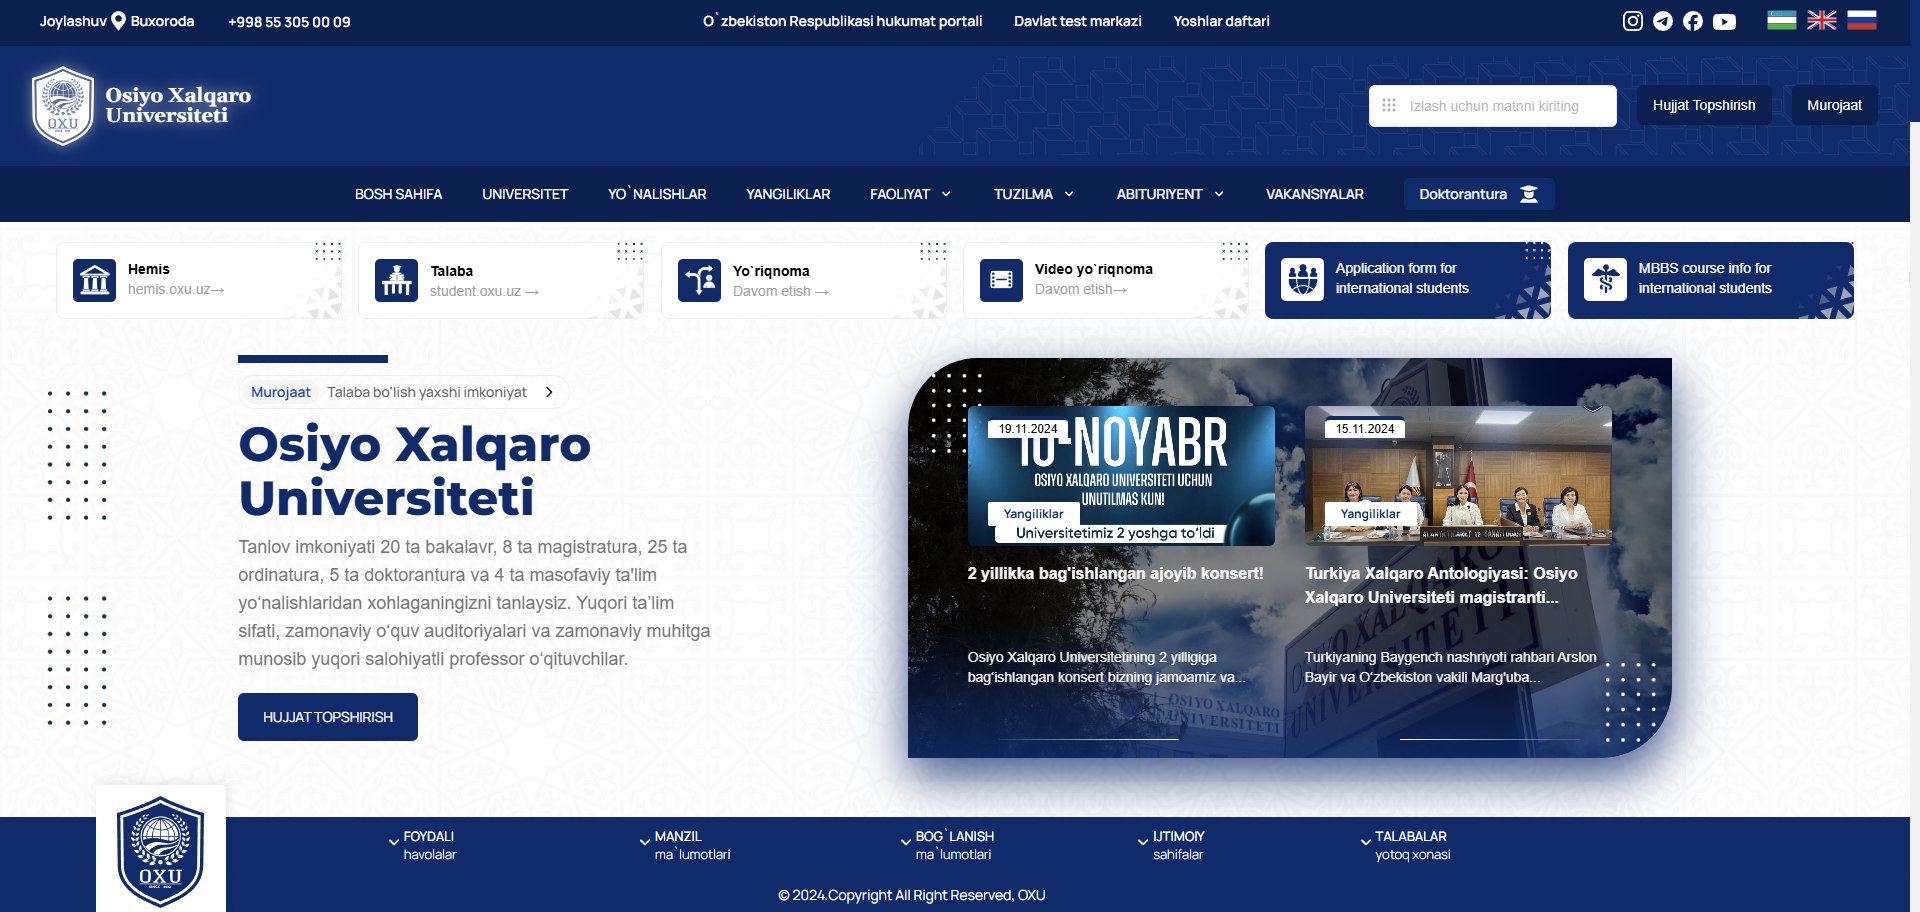 Joylashuv Buxoroda
+998 55 305 00 09
O`zbekiston Respublikasi hukumat portali
Davlat test markazi
Yoshlar daftari
OXU
Osiyo Xalqaro
Universiteti
Izlash uchun matnni kiriting
Hujjat Topshirish
Murojaat
BOSH SAHIFA
UNIVERSITET
YO`NALISHLAR
YANGILIKLAR
FAOLIYAT
TUZILMA
ABITURIYENT
VAKANSIYALAR
Doktorantura
Hemis
hemis.oxu.uz→
Talaba
student.oxu.uz →
Yo`riqnoma
Davom etish →
Video yo`riqnoma
Davom etish→
Application form for
international students
MBBS course info for
international students
Murojaat Talaba bo'lish yaxshi imkoniyat
Osiyo Xalqaro
Universiteti
Tanlov imkoniyati 20 ta bakalavr, 8 ta magistratura, 25 ta
ordinatura, 5 ta doktorantura va 4 ta masofaviy ta'lim
yo‘nalishlaridan xohlaganingizni tanlaysiz. Yuqori ta’lim
sifati, zamonaviy o‘quv auditoriyalari va zamonaviy muhitga
munosib yuqori salohiyatli professor o‘qituvchilar.
HUJJAT TOPSHIRISH
19.11.2024
10-NOYABR
OSIYO XALQARO UNIVERSITETI UCHUN
UNUTILMAS KUN!
Yangiliklar
Universitetimiz 2 yoshga to‘ldi
2 yillikka bag'ishlangan ajoyib konsert!
Osiyo Xalqaro Universitetining 2 yilligiga
bag‘ishlangan konsert bizning jamoamiz va...
15.11.2024
Yangiliklar
Turkiya Xalqaro Antologiyasi: Osiyo
Xalqaro Universiteti magistranti...
Turkiyaning Baygench nashriyoti rahbari Arslon
Bayir va O‘zbekiston vakili Marg'uba...
OSIYO XALQARO
UNIVERSITETI
OSIYO XALQARO
UNIVERSITETI
OXU
FOYDALI
havolalar
MANZIL
ma`lumotlari
BOG`LANISH
ma`lumotlari
IJTIMOIY
sahifalar
TALABALAR
yotoq xonasi
© 2024.Copyright All Right Reserved, OXU